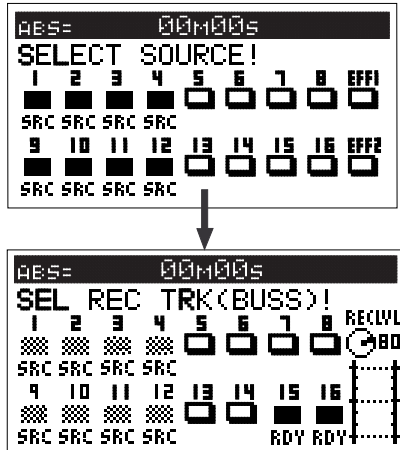 ABS= 00M00S
SELECT SOURCE!
1 2 3 4 5 6 7 8 EFF1
SRC SRC SRC SRC
9 10 11 12 13 14 15 16 EFF2
SRC SRC SRC SRC
ABS= 00M00S
SEL REC TRK(BUSS)!
1 2 3 4 5 6 7 8 RECLVL
80
SRC SRC SRC SRC
9 10 11 12 13 14 15 16
SRC SRC SRC SRC RDY RDY